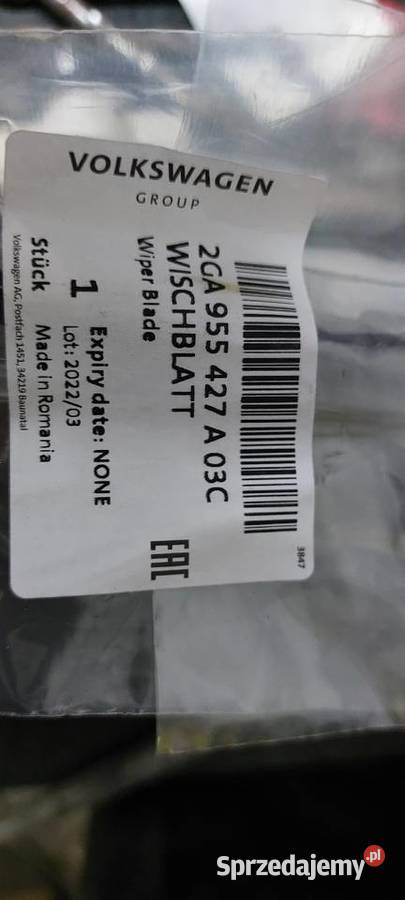 VOLKSWAGEN
GROUP
2GA 955 427 A 03C
WISCHBLATT
Wiper Blade
1
Expiry date: NONE
Lot: 2022/03
Stück
Made in Romania
Volkswagen AG, Postfach 1451, 34219 Baunatal
EAC
3847
Sprzedajemy.pl